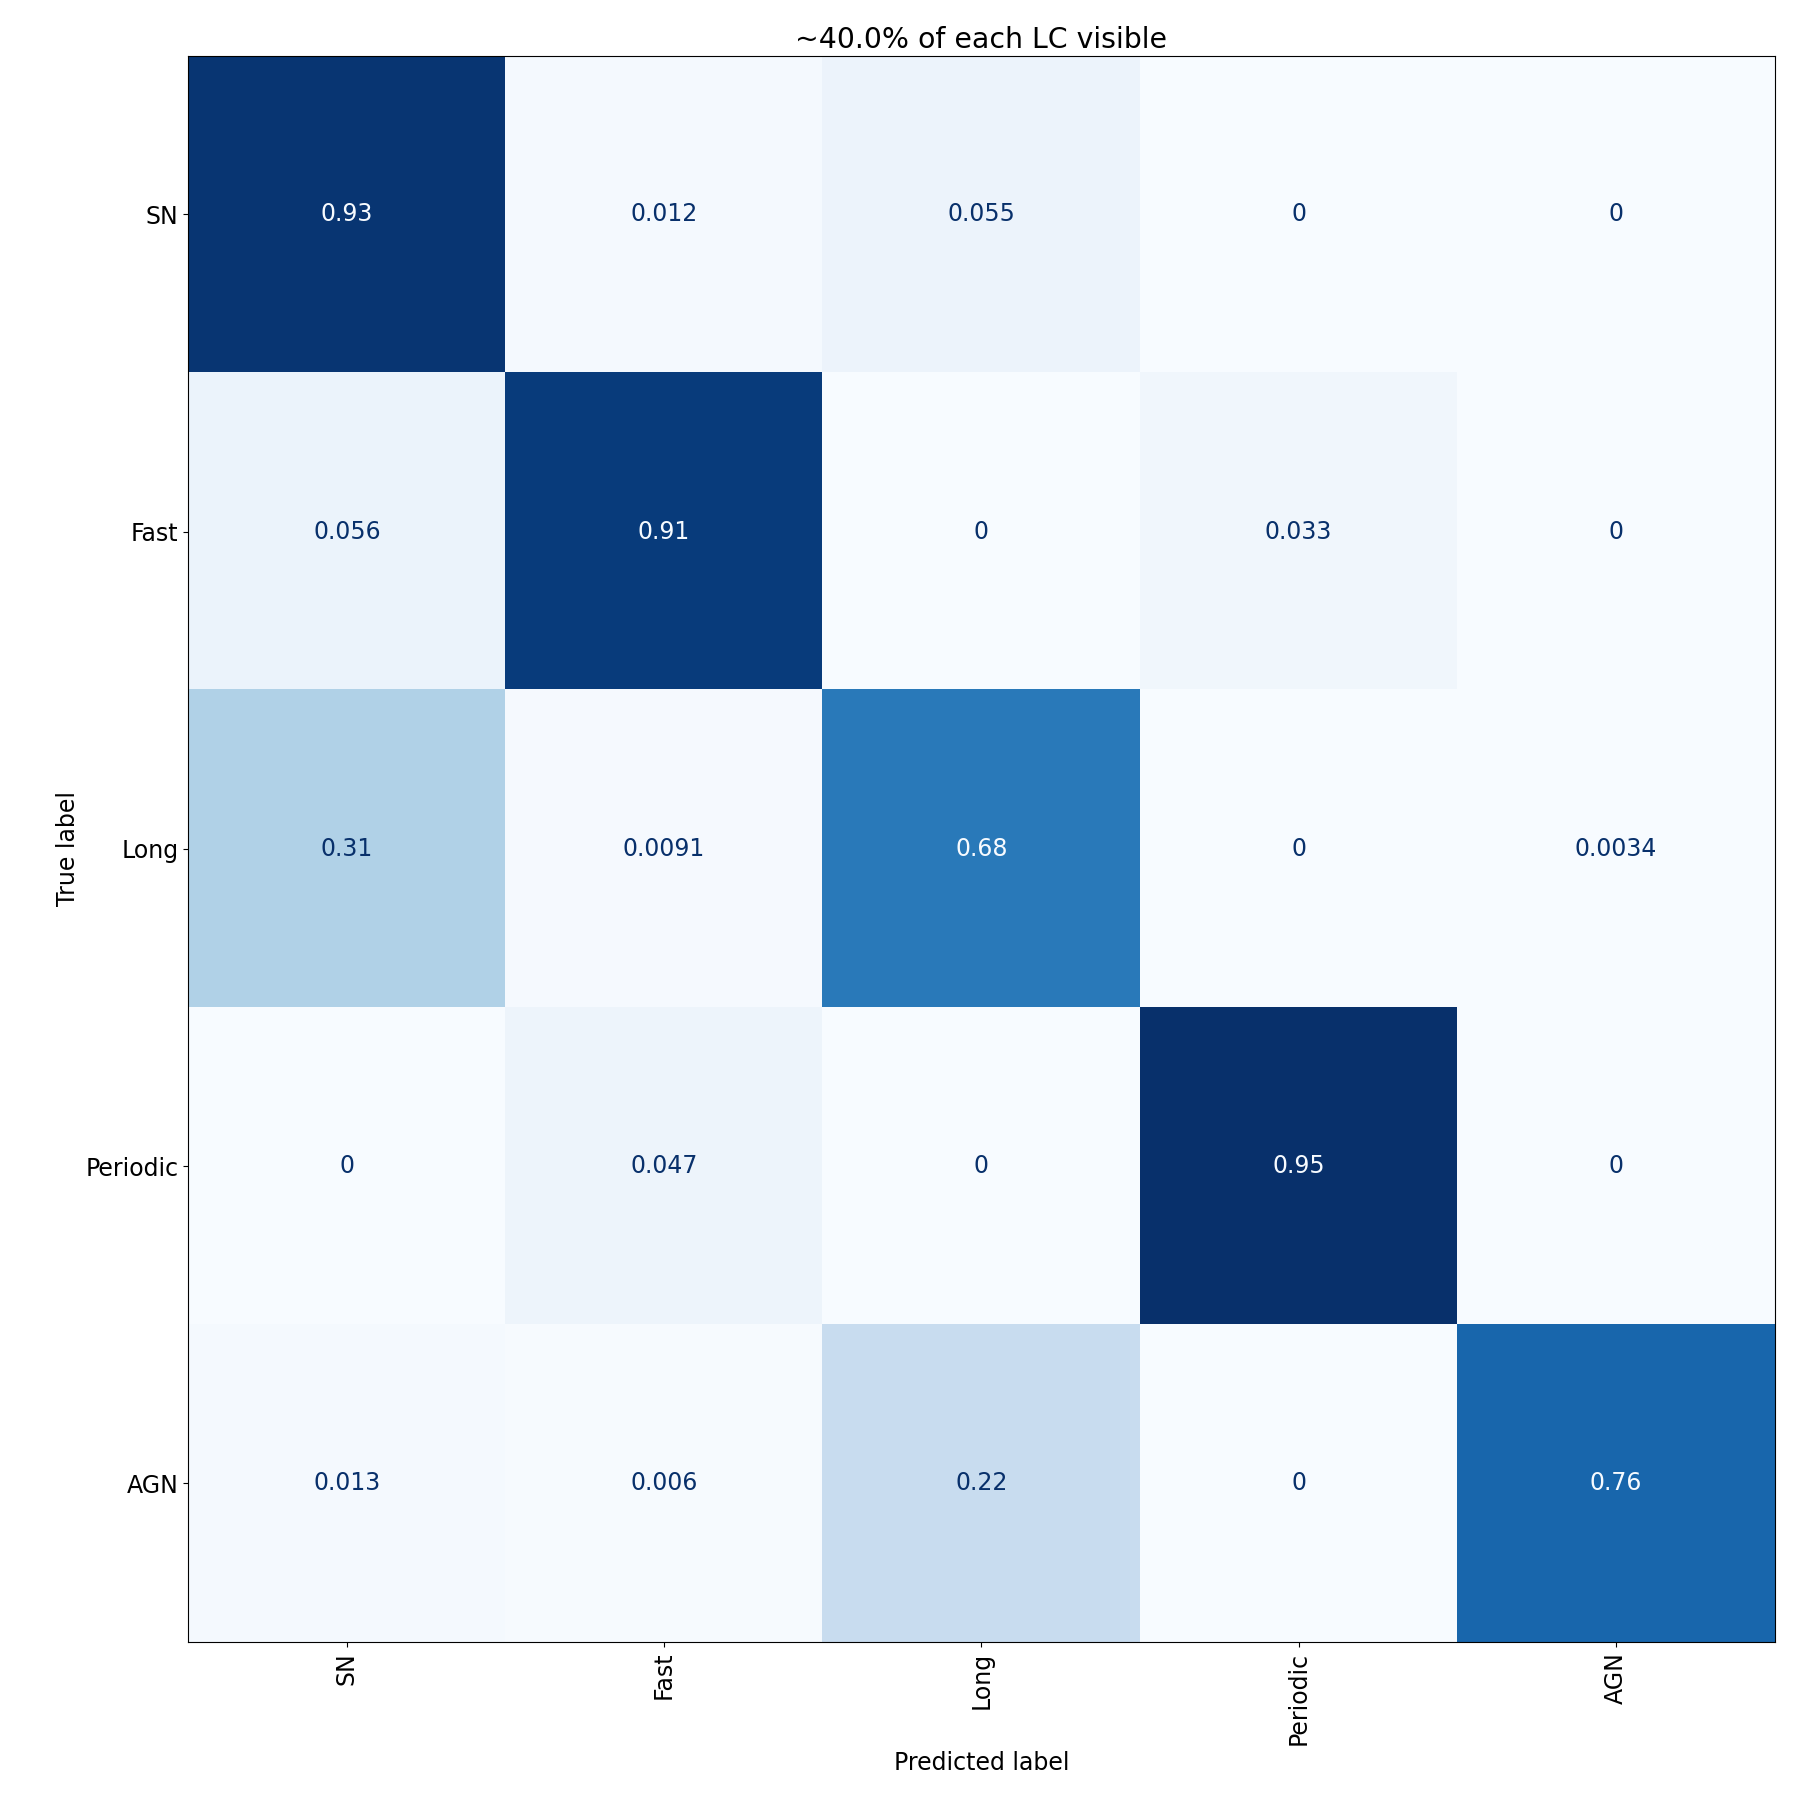 ~40.0% of each LC visible
SN 0.93 0.012 0.055 0 0
Fast 0.056 0.91 0 0.033 0
Long 0.31 0.0091 0.68 0 0.0034
Periodic 0 0.047 0 0.95 0
AGN 0.013 0.006 0.22 0 0.76
True label
SN Fast Long Periodic AGN
Predicted label